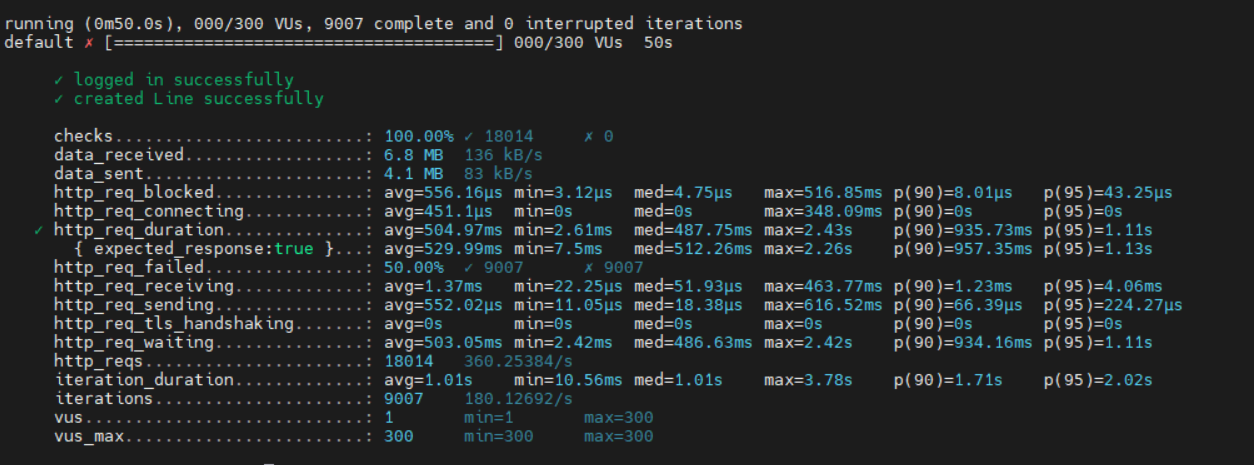 running (0m50.0s), 000/300 VUs, 9007 complete and 0 interrupted iterations
default ✗ [======================================] 000/300 VUs  50s
✓ logged in successfully
✓ created Line successfully
checks.........................: 100.00% ✓ 18014     ✗ 0
data_received..................: 6.8 MB  136 kB/s
data_sent......................: 4.1 MB  83 kB/s
http_req_blocked...............: avg=556.16µs min=3.12µs  med=4.75µs   max=516.85ms p(90)=8.01µs   p(95)=43.25µs
http_req_connecting............: avg=451.1µs  min=0s      med=0s       max=348.09ms p(90)=0s       p(95)=0s
✓ http_req_duration..............: avg=504.97ms min=2.61ms  med=487.75ms max=2.43s    p(90)=935.73ms p(95)=1.11s
{ expected_response:true }...: avg=529.99ms min=7.5ms   med=512.26ms max=2.26s    p(90)=957.35ms p(95)=1.13s
http_req_failed................: 50.00%  ✓ 9007      ✗ 9007
http_req_receiving.............: avg=1.37ms   min=22.25µs med=51.93µs  max=463.77ms p(90)=1.23ms   p(95)=4.06ms
http_req_sending...............: avg=552.02µs min=11.05µs med=18.38µs  max=616.52ms p(90)=66.39µs  p(95)=224.27µs
http_req_tls_handshaking.......: avg=0s       min=0s      med=0s       max=0s       p(90)=0s       p(95)=0s
http_req_waiting...............: avg=503.05ms min=2.42ms  med=486.63ms max=2.42s    p(90)=934.16ms p(95)=1.11s
http_reqs......................: 18014   360.25384/s
iteration_duration.............: avg=1.01s    min=10.56ms med=1.01s    max=3.78s    p(90)=1.71s    p(95)=2.02s
iterations.....................: 9007    180.12692/s
vus............................: 1       min=1       max=300
vus_max........................: 300     min=300     max=300